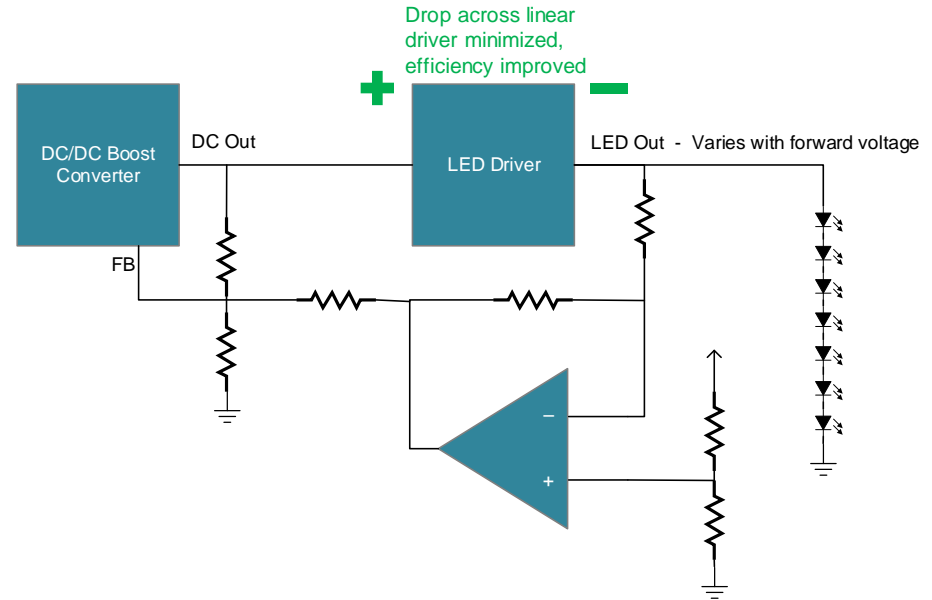 Drop across linear
driver minimized,
efficiency improved
DC/DC Boost
Converter
DC Out
LED Driver
LED Out - Varies with forward voltage
FB
−
+